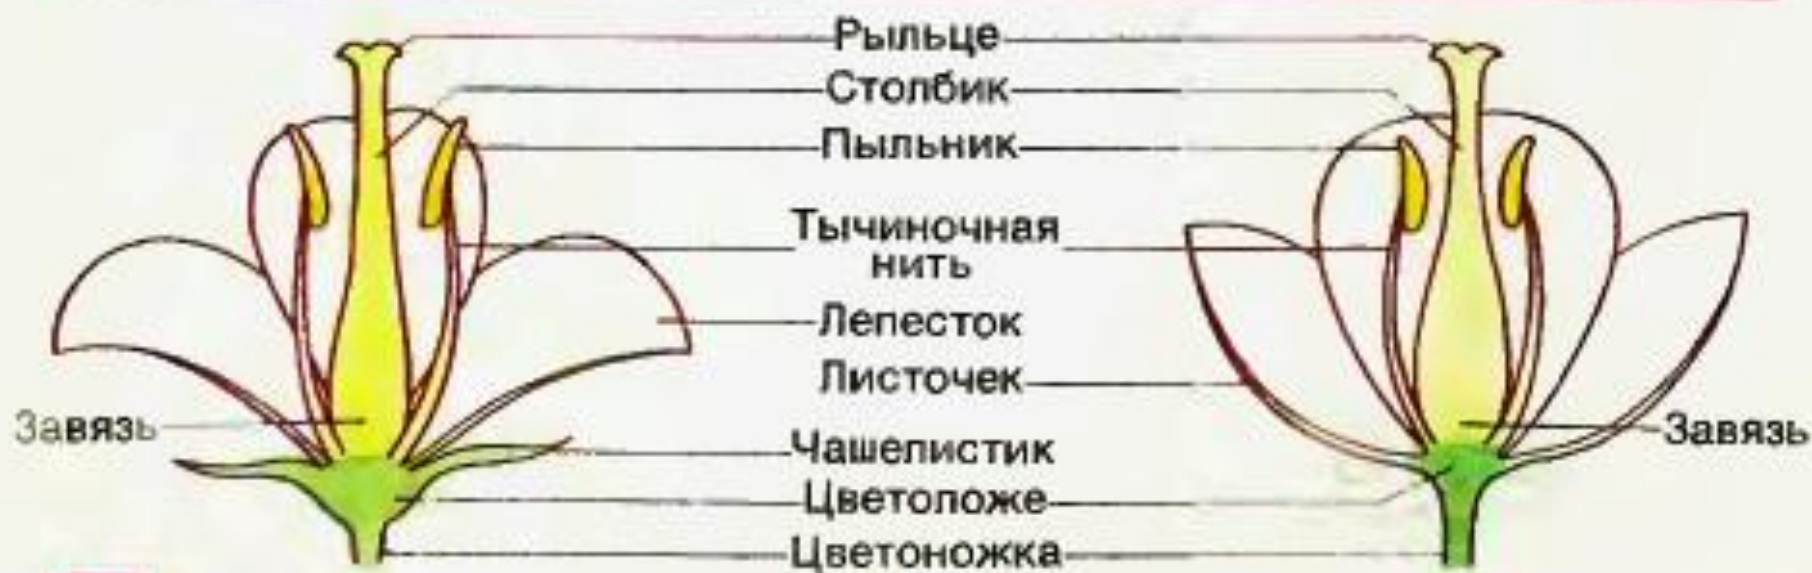 Рыльце
Столбик
Пыльник
Тычиночная
нить
Лепесток
Листочек
Завязь
Завязь
Чашелистик
Цветоложе
Цветоножка